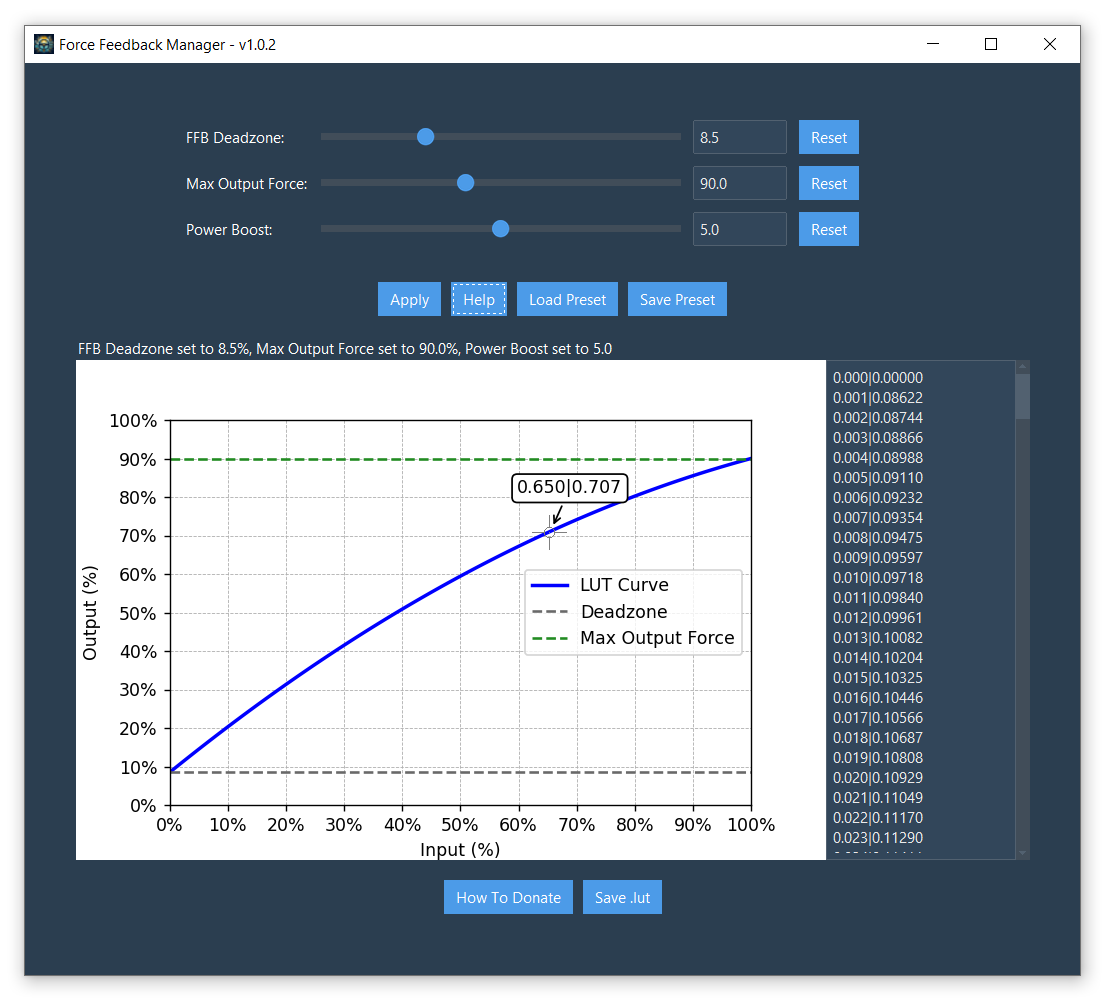 Force Feedback Manager - v1.0.2
FFB Deadzone: 8.5 Reset
Max Output Force: 90.0 Reset
Power Boost: 5.0 Reset
Apply Help Load Preset Save Preset
FFB Deadzone set to 8.5%, Max Output Force set to 90.0%, Power Boost set to 5.0
100%
90%
80%
70%
60%
50%
40%
30%
20%
10%
0%
Output (%)
0.650|0.707
LUT Curve
Deadzone
Max Output Force
0% 10% 20% 30% 40% 50% 60% 70% 80% 90% 100%
Input (%)
0.000|0.00000
0.001|0.08622
0.002|0.08744
0.003|0.08866
0.004|0.08988
0.005|0.09110
0.006|0.09232
0.007|0.09354
0.008|0.09475
0.009|0.09597
0.010|0.09718
0.011|0.09840
0.012|0.09961
0.013|0.10082
0.014|0.10204
0.015|0.10325
0.016|0.10446
0.017|0.10566
0.018|0.10687
0.019|0.10808
0.020|0.10929
0.021|0.11049
0.022|0.11170
0.023|0.11290
How To Donate Save .lut